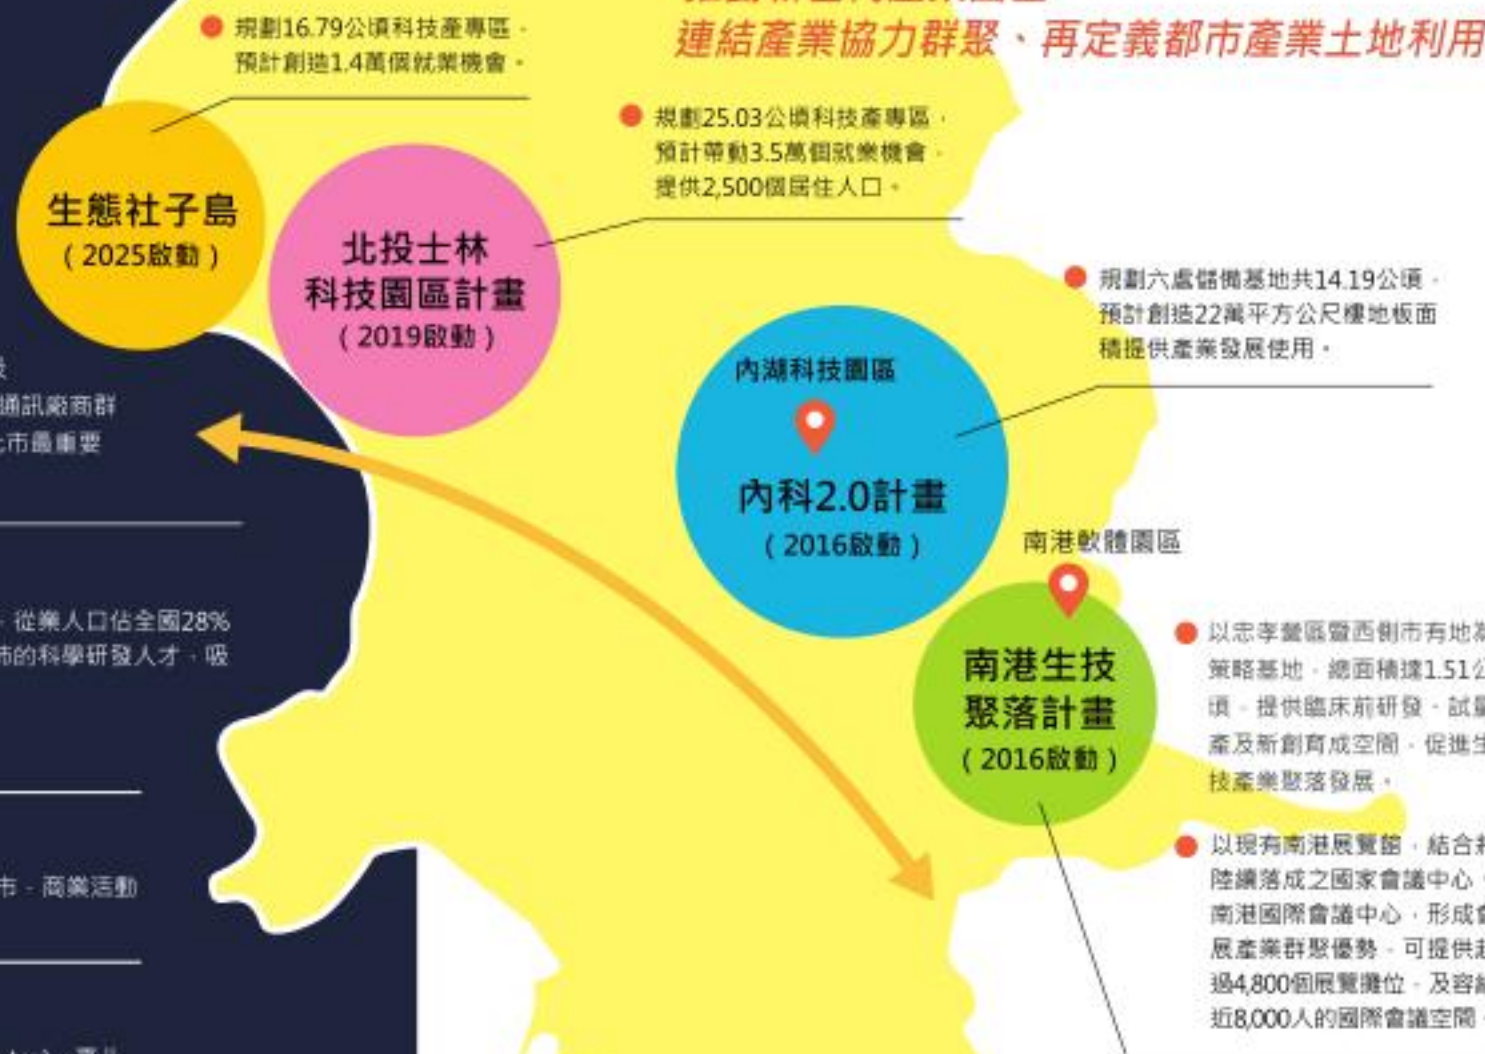 連結產業協力群聚、再定義都市產業土地利用
規劃16.79公頃科技產專區，
預計創造1.4萬個就業機會。
規劃25.03公頃科技產專區，
預計帶動3.5萬個就業機會，
提供2,500個居住人口。
生態社子島
（2025啟動）
北投士林
科技園區計畫
（2019啟動）
規劃六處儲備基地共14.19公頃，
預計創造22萬平方公尺樓地板面
積提供產業發展使用。
內湖科技園區
內科2.0計畫
（2016啟動）
通訊廠商群
市最重要
南港軟體園區
南港生技
聚落計畫
（2016啟動）
，從業人口佔全國28%
的科學研發人才，吸
以忠孝營區暨西側市有地為
策略基地，總面積達1.51公
頃，提供臨床前研發、試量
產及新創育成空間，促進生
技產業聚落發展。
市、商業活動
以現有南港展覽館，結合
陸續落成之國家會議中心、
南港國際會議中心，形成會
展產業群聚優勢，可提供超
過4,800個展覽攤位，及容納
近8,000人的國際會議空間。